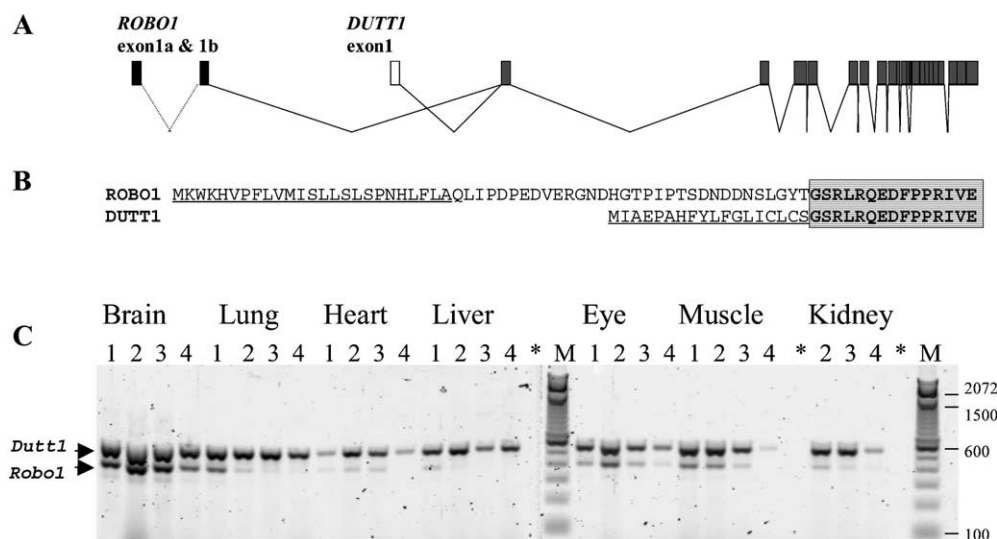 A
ROBO1 DUTT1
exon1a & 1b exon1
B
ROBO1 MKWKHVPFLVMISLLSLSPNHLFLAQLIPDPEDVERGNDHGTPIPTSDNDDNSLGYTGSRLRQEDFPPRIVE
DUTT1 MIAEPAHFYLFGLICLCSGSRLRQEDFPPRIVE
C
Brain Lung Heart Liver Eye Muscle Kidney
1 2 3 4 1 2 3 4 1 2 3 4 1 2 3 4 * M 1 2 3 4 1 2 3 4 * 2 3 4 * M
2072
1500
Dutt1 600
Robo1
100